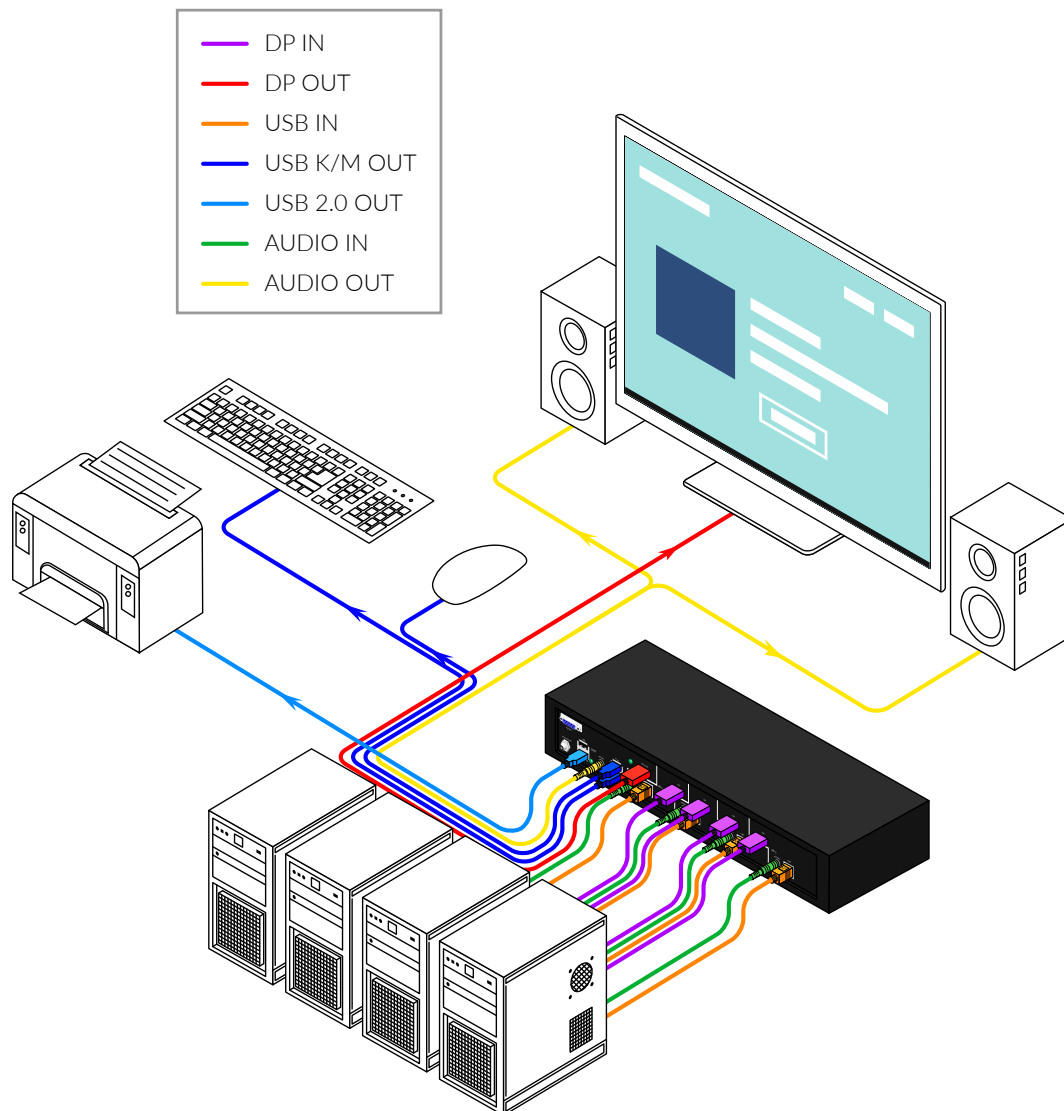 DP IN
DP OUT
USB IN
USB K/M OUT
USB 2.0 OUT
AUDIO IN
AUDIO OUT